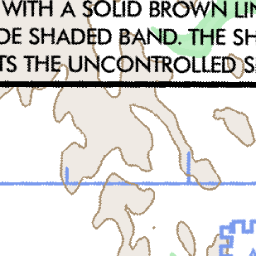 WITH A SOLID BROWN LIN
DE SHADED BAND. THE SH
TS THE UNCONTROLLED S